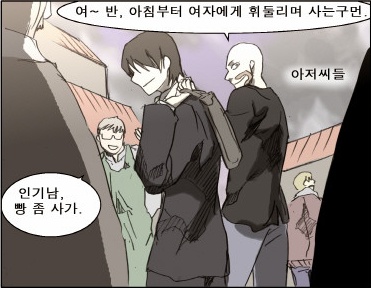 여~ 반, 아침부터 여자에게 휘둘리며 사는구먼.
아저씨들
인기남,
빵 좀 사가.